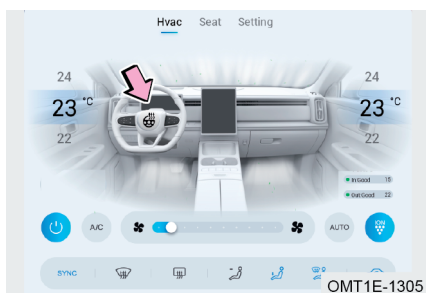 Hvac Seat Setting
24 24
23 °C 23 °C
22 22
In Good 15
Out Good 22
A/C AUTO ION
SYNC
OMT1E-1305